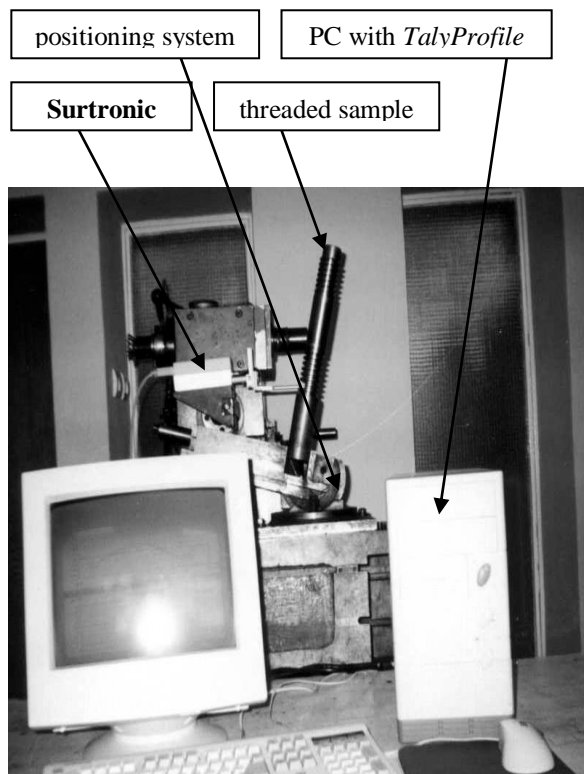 positioning system
PC with TalyProfile
Surtronic
threaded sample